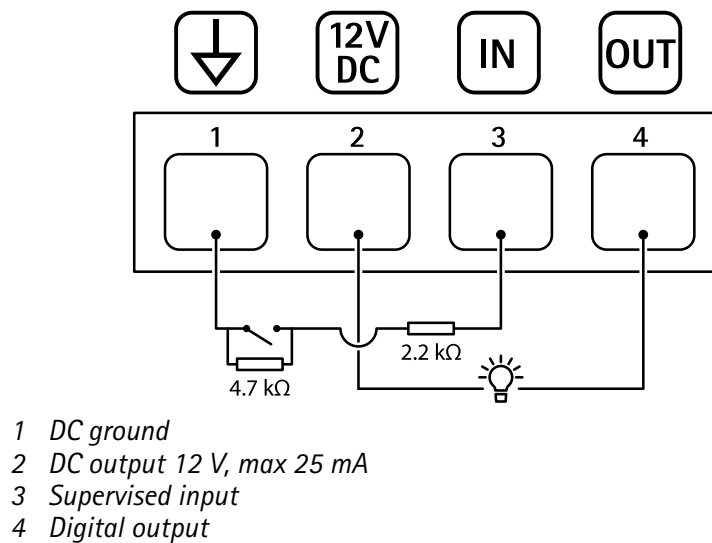 12V DC IN OUT
1 2 3 4
2.2 kΩ
4.7 kΩ
1 DC ground
2 DC output 12 V, max 25 mA
3 Supervised input
4 Digital output